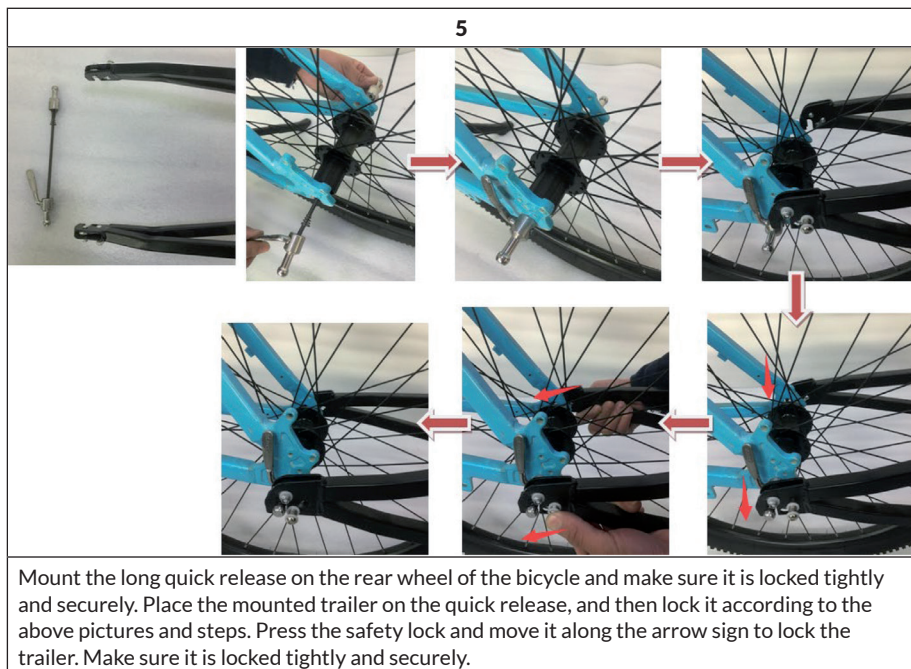 5
Mount the long quick release on the rear wheel of the bicycle and make sure it is locked tightly
and securely. Place the mounted trailer on the quick release, and then lock it according to the
above pictures and steps. Press the safety lock and move it along the arrow sign to lock the
trailer. Make sure it is locked tightly and securely.